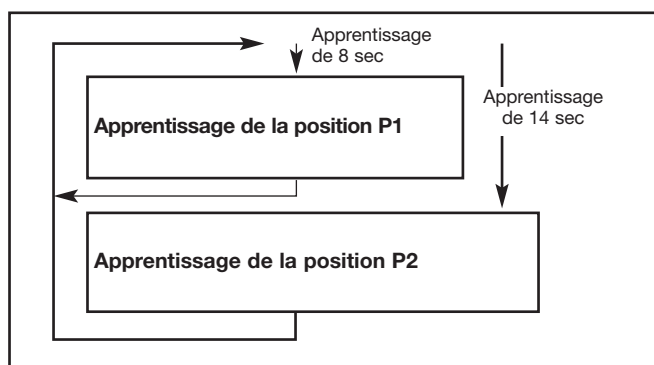 Apprentissage
de 8 sec
Apprentissage
de 14 sec
Apprentissage de la position P1
Apprentissage de la position P2